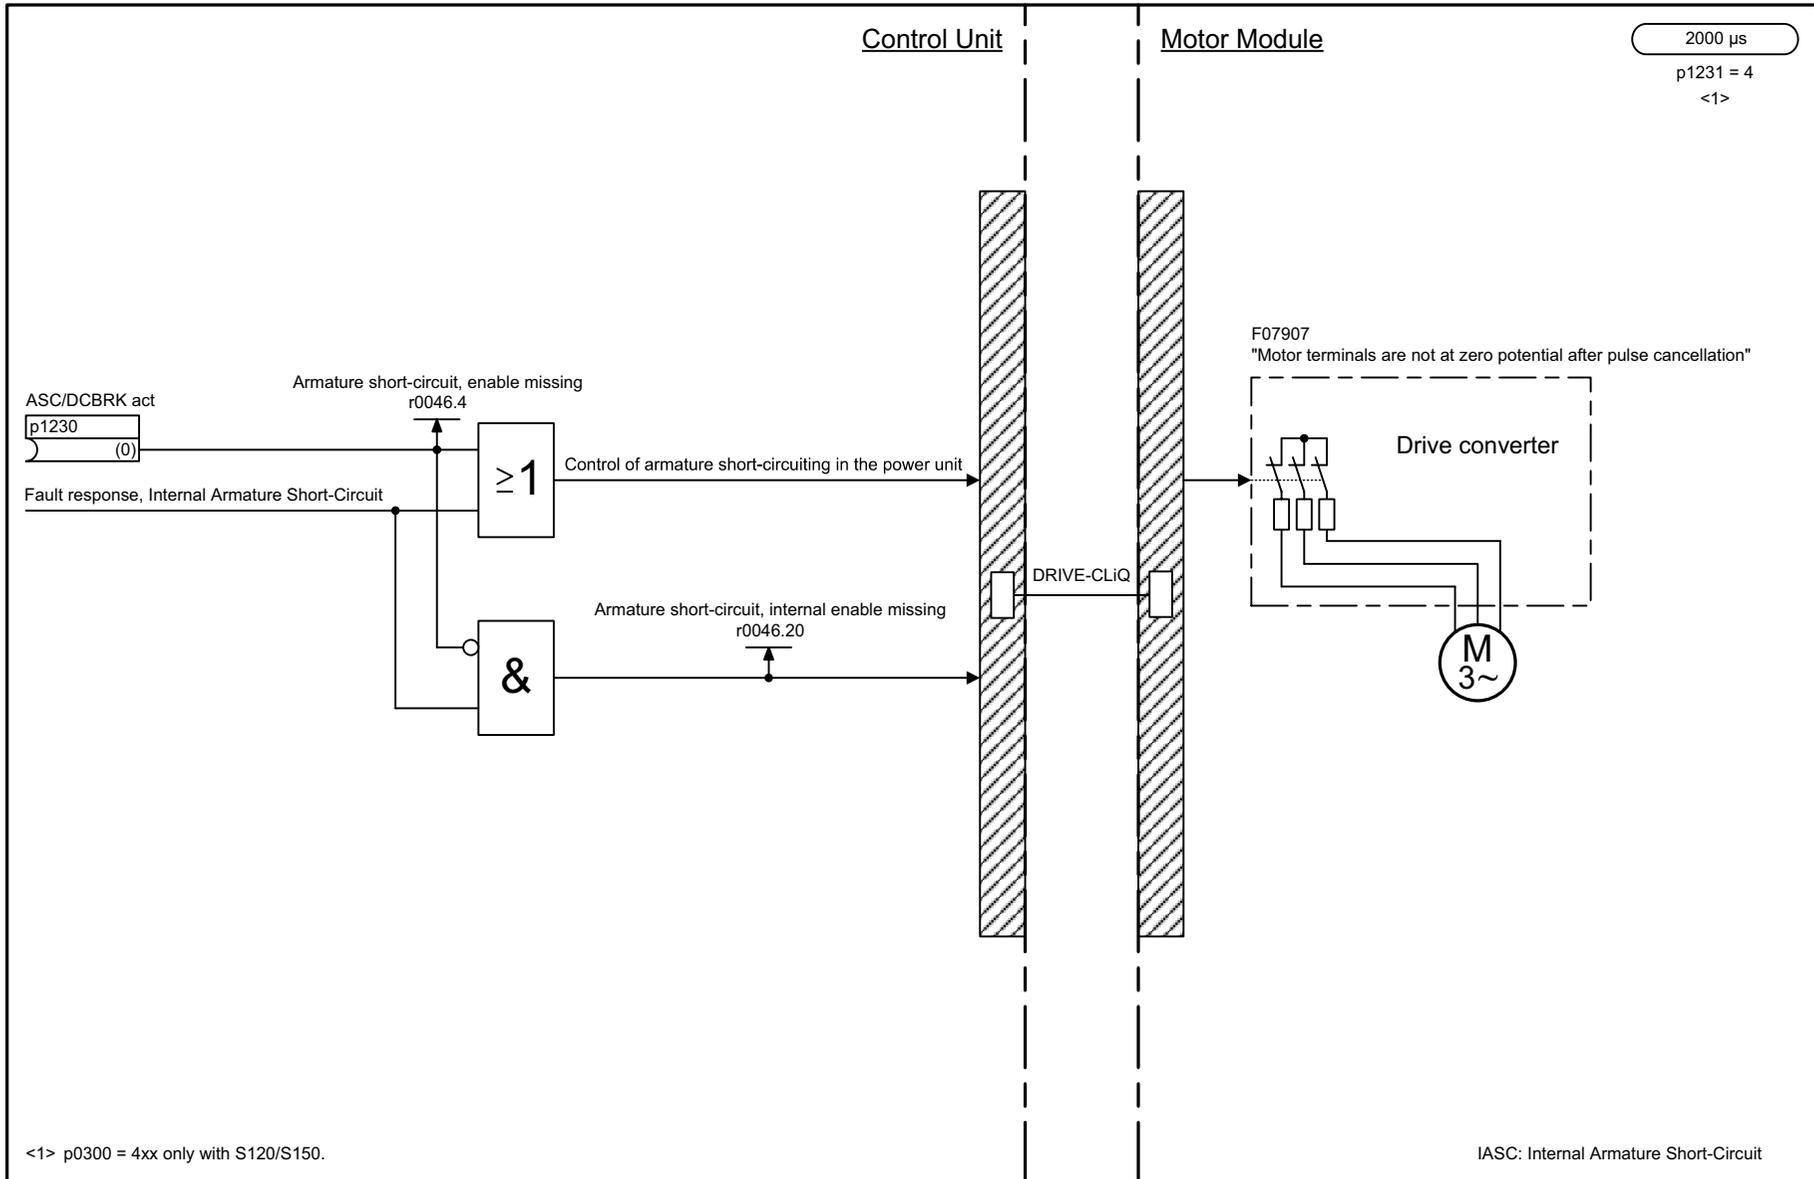 Control Unit
Motor Module
2000 µs
p1231 = 4
<1>
F07907
"Motor terminals are not at zero potential after pulse cancellation"
Armature short-circuit, enable missing
r0046.4
ASC/DCBRK act
p1230
(0)
≥1
Control of armature short-circuiting in the power unit
Drive converter
Fault response, Internal Armature Short-Circuit
DRIVE-CLiQ
Armature short-circuit, internal enable missing
r0046.20
&
M
3~
<1> p0300 = 4xx only with S120/S150.
IASC: Internal Armature Short-Circuit